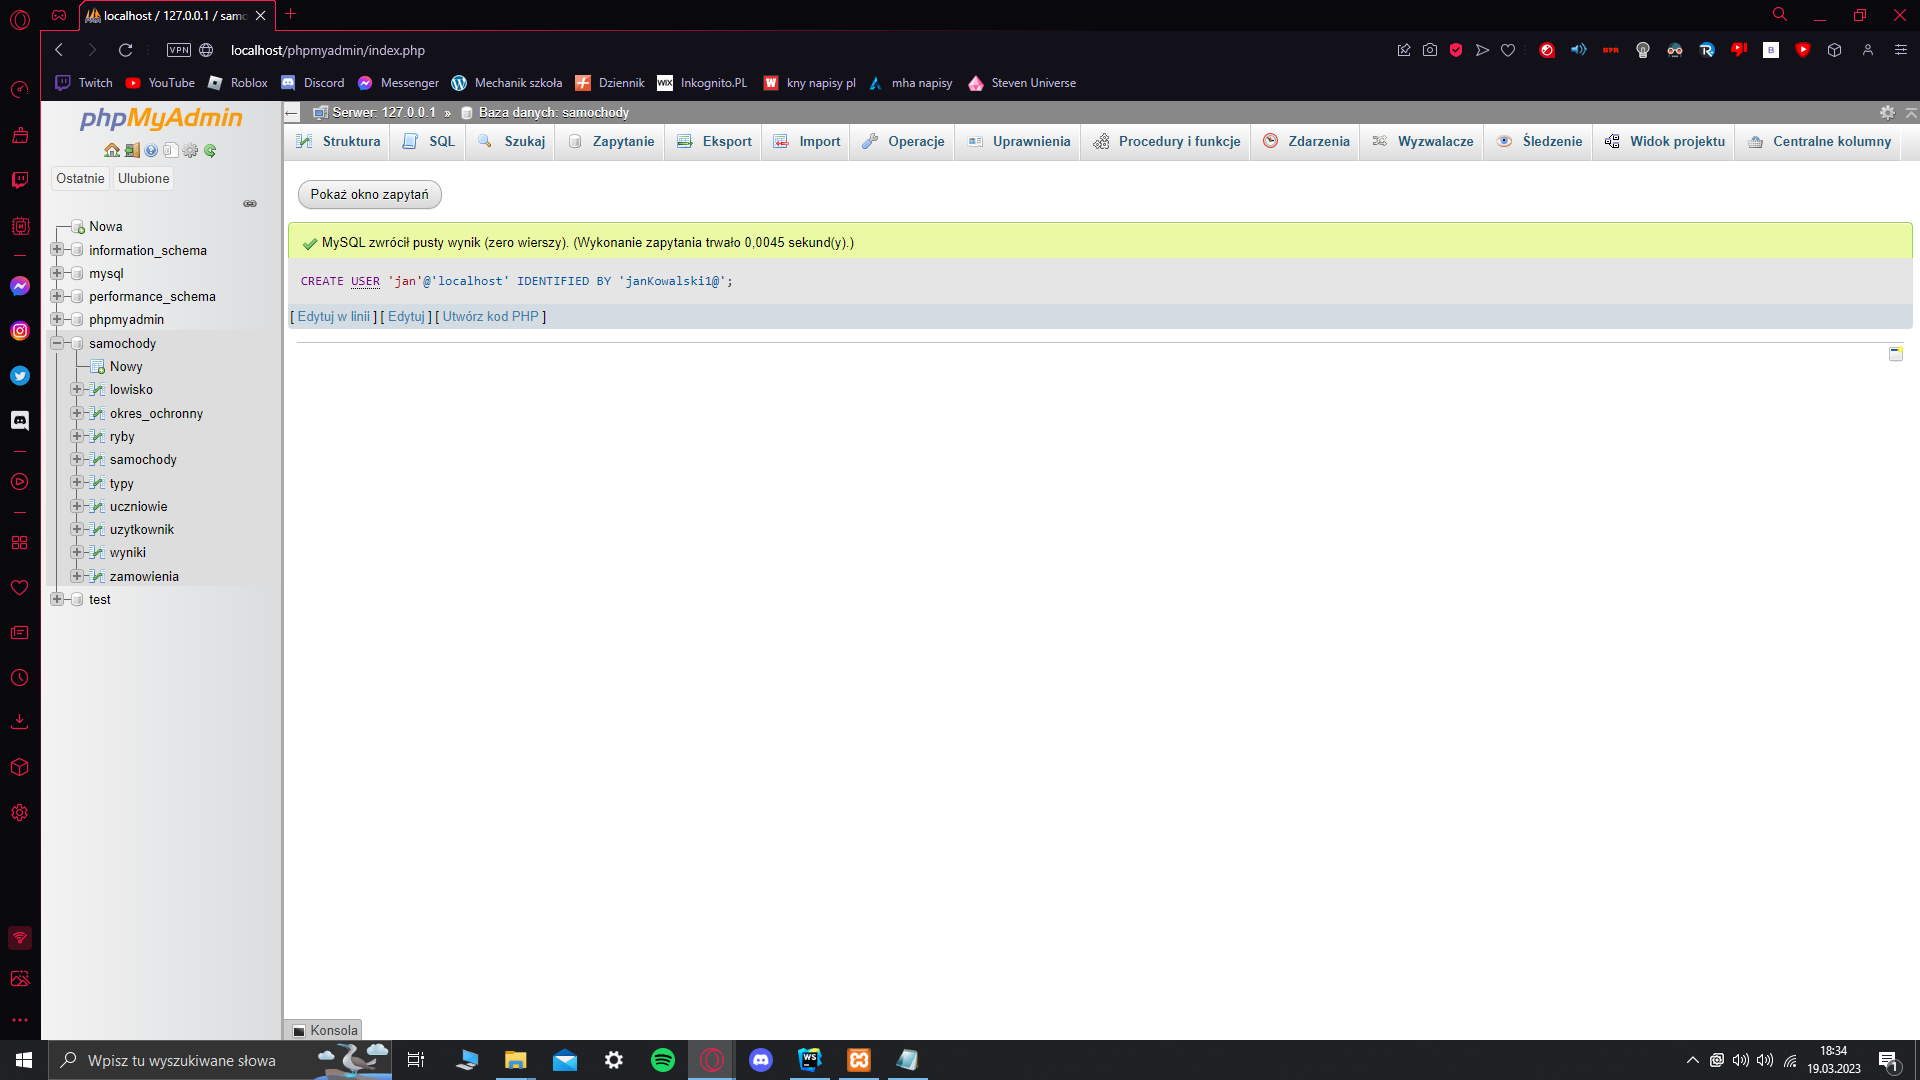 localhost / 127.0.0.1 / samo
VPN
localhost/phpmyadmin/index.php
Twitch
YouTube
Roblox
Discord
Messenger
Mechanik szkoła
Dziennik
WIX
Inkognito.PL
kny napisy pl
mha napisy
Steven Universe
phpMyAdmin
Ostatnie
Ulubione
Nowa
information_schema
mysql
performance_schema
phpmyadmin
samochody
Nowy
lowisko
okres_ochronny
ryby
samochody
typy
uczniowie
uzytkownik
wyniki
zamowienia
test
Serwer: 127.0.0.1 » Baza danych: samochody
Struktura
SQL
Szukaj
Zapytanie
Eksport
Import
Operacje
Uprawnienia
Procedury i funkcje
Zdarzenia
Wyzwalacze
Śledzenie
Widok projektu
Centralne kolumny
Pokaż okno zapytań
MySQL zwrócił pusty wynik (zero wierszy). (Wykonanie zapytania trwało 0,0045 sekund(y).)
CREATE USER 'jan'@'localhost' IDENTIFIED BY 'janKowalski1@';
[ Edytuj w linii ] [ Edytuj ] [ Utwórz kod PHP ]
Konsola
Wpisz tu wyszukiwane słowa
WS
18:34
19.03.2023
1